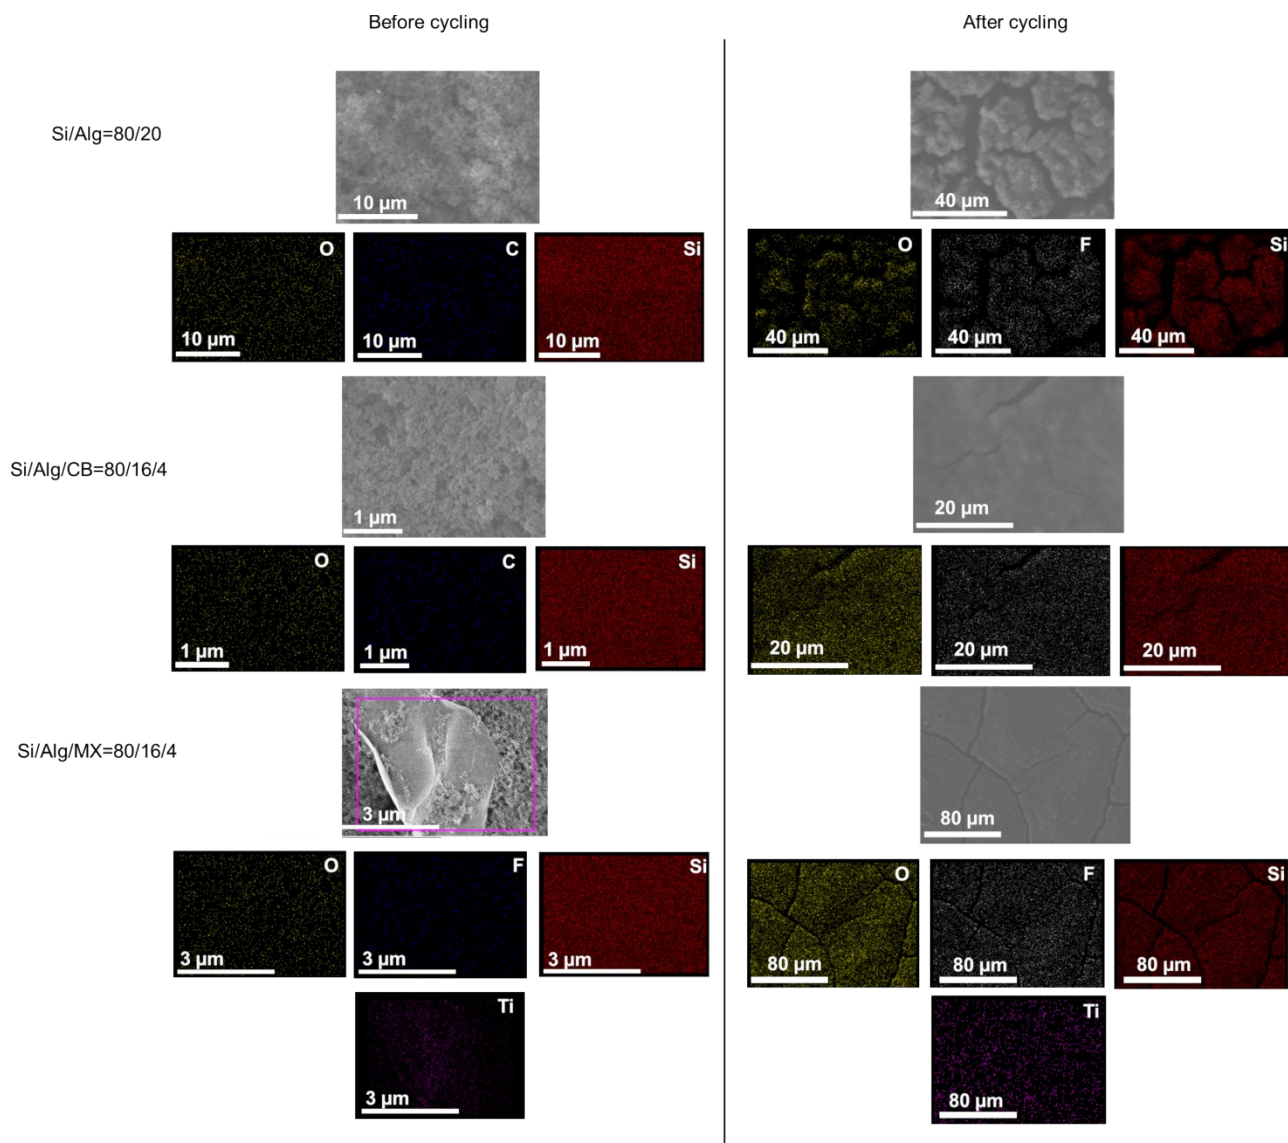 Before cycling
After cycling
Si/Alg=80/20
10 µm
40 µm
O
C
Si
10 µm
10 µm
10 µm
O
F
Si
40 µm
40 µm
40 µm
Si/Alg/CB=80/16/4
1 µm
20 µm
O
C
Si
1 µm
1 µm
1 µm
20 µm
20 µm
20 µm
Si/Alg/MX=80/16/4
3 µm
80 µm
O
F
Si
3 µm
3 µm
3 µm
O
F
Si
80 µm
80 µm
80 µm
Ti
3 µm
Ti
80 µm